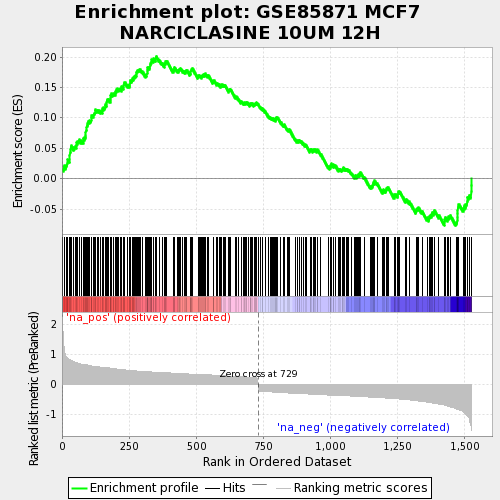 Enrichment plot: GSE85871 MCF7
NARCICLASINE 10UM 12H
Enrichment score (ES)
0.20
0.15
0.10
0.05
0.00
-0.05
'na_pos' (positively correlated)
Ranked list metric (PreRanked)
2
1
0
-1
Zero cross at 729
'na_neg' (negatively correlated)
0
250
500
750
1,000
1,250
1,500
Rank in Ordered Dataset
Enrichment profile
Hits
Ranking metric scores